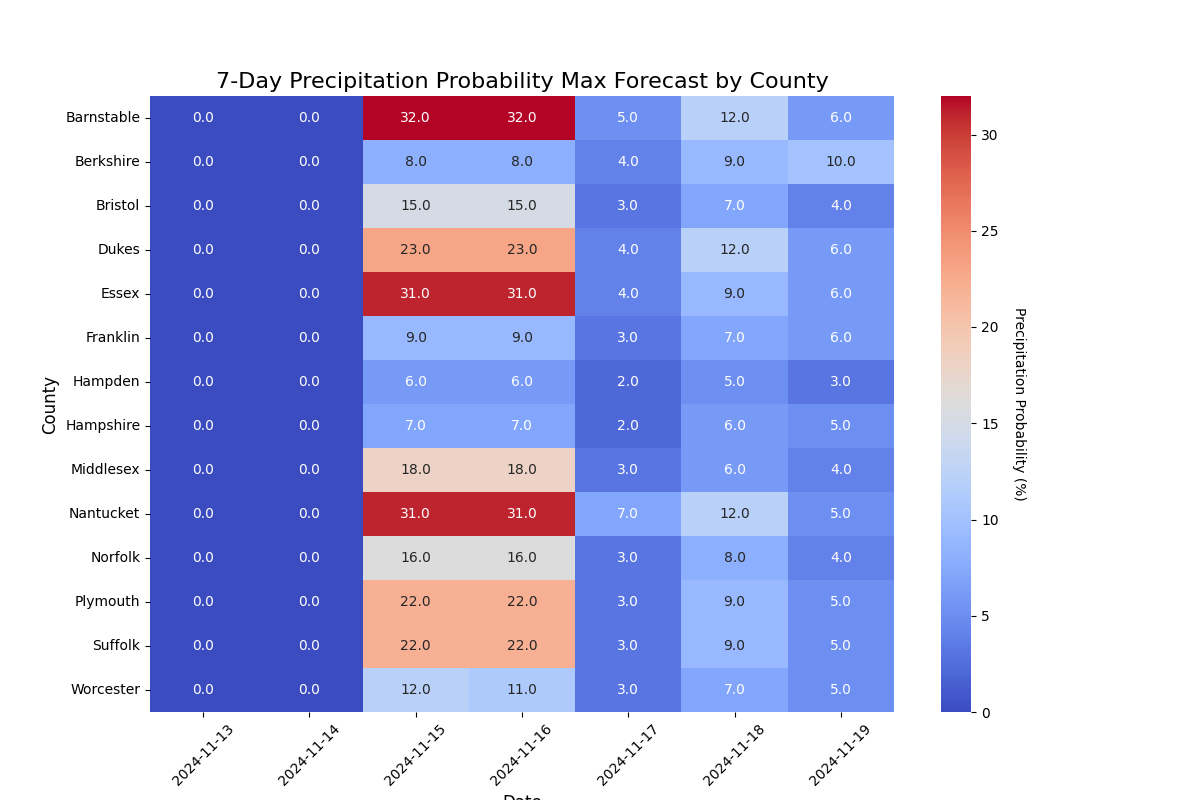 7-Day Precipitation Probability Max Forecast by County
Barnstable 0.0 0.0 32.0 32.0 5.0 12.0 6.0
Berkshire 0.0 0.0 8.0 8.0 4.0 9.0 10.0
Bristol 0.0 0.0 15.0 15.0 3.0 7.0 4.0
Dukes 0.0 0.0 23.0 23.0 4.0 12.0 6.0
Essex 0.0 0.0 31.0 31.0 4.0 9.0 6.0
Franklin 0.0 0.0 9.0 9.0 3.0 7.0 6.0
Hampden 0.0 0.0 6.0 6.0 2.0 5.0 3.0
Hampshire 0.0 0.0 7.0 7.0 2.0 6.0 5.0
Middlesex 0.0 0.0 18.0 18.0 3.0 6.0 4.0
Nantucket 0.0 0.0 31.0 31.0 7.0 12.0 5.0
Norfolk 0.0 0.0 16.0 16.0 3.0 8.0 4.0
Plymouth 0.0 0.0 22.0 22.0 3.0 9.0 5.0
Suffolk 0.0 0.0 22.0 22.0 3.0 9.0 5.0
Worcester 0.0 0.0 12.0 11.0 3.0 7.0 5.0
2024-11-13 2024-11-14 2024-11-15 2024-11-16 2024-11-17 2024-11-18 2024-11-19
Date
County
30
25
20
15
10
5
0
Precipitation Probability (%)